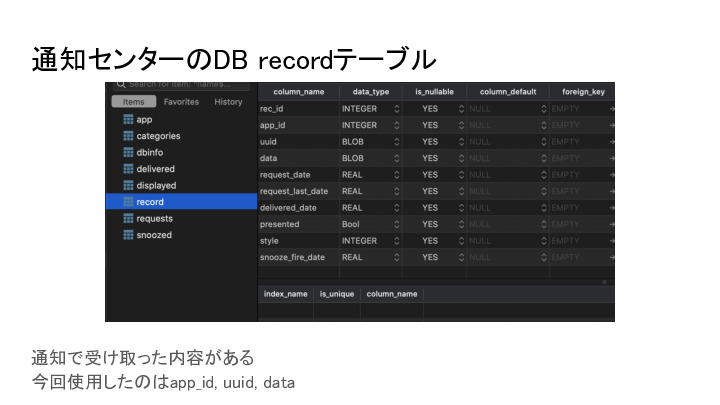 通知センターのDB recordテーブル
Search for item: ^name$...
Items Favorites History
app
categories
dbinfo
delivered
displayed
record
requests
snoozed
column_name data_type is_nullable column_default foreign_key
rec_id INTEGER YES NULL EMPTY
app_id INTEGER YES NULL EMPTY
uuid BLOB YES NULL EMPTY
data BLOB YES NULL EMPTY
request_date REAL YES NULL EMPTY
request_last_date REAL YES NULL EMPTY
delivered_date REAL YES NULL EMPTY
presented Bool YES NULL EMPTY
style INTEGER YES NULL EMPTY
snooze_fire_date REAL YES NULL EMPTY
index_name is_unique column_name
通知で受け取った内容がある
今回使用したのはapp_id, uuid, data